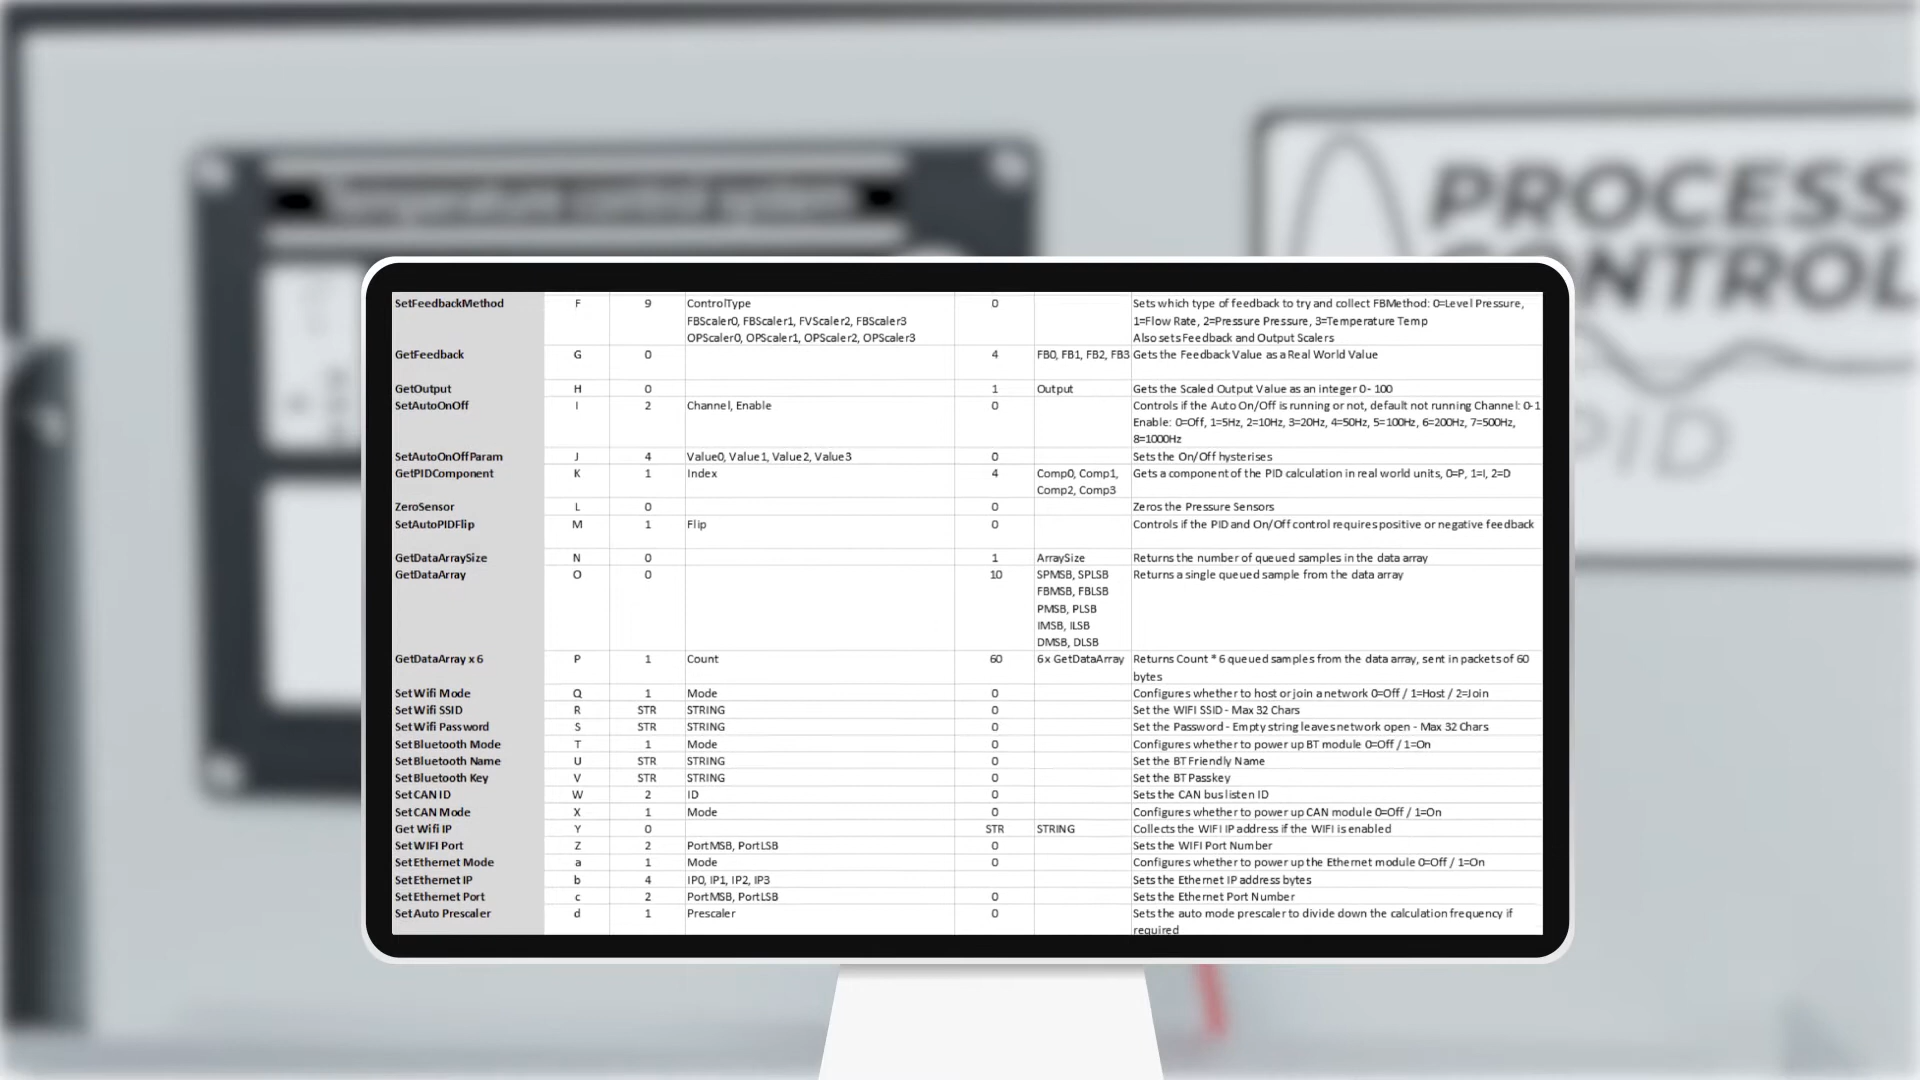 Temperature control system
PROCESS
CONTROL
PID
SetFeedbackMethod F 9 ControlType 0 Sets which type of feedback to try and collect FBMethod: 0=Level Pressure,
FBScaler0, FBScaler1, FVScaler2, FBScaler3 1=Flow Rate, 2=Pressure Pressure, 3=Temperature Temp
OPScaler0, OPScaler1, OPScaler2, OPScaler3 Also sets Feedback and Output Scalers
GetFeedback G 0 4 FB0, FB1, FB2, FB3 Gets the Feedback Value as a Real World Value
GetOutput H 0 1 Output Gets the Scaled Output Value as an integer 0 - 100
SetAutoOnOff I 2 Channel, Enable 0 Controls if the Auto On/Off is running or not, default not running Channel: 0-1
Enable: 0=Off, 1=5Hz, 2=10Hz, 3=20Hz, 4=50Hz, 5=100Hz, 6=200Hz, 7=500Hz,
8=1000Hz
SetAutoOnOffParam J 4 Value0, Value1, Value2, Value3 0 Sets the On/Off hysterises
GetPIDComponent K 1 Index 4 Comp0, Comp1, Gets a component of the PID calculation in real world units, 0=P, 1=I, 2=D
Comp2, Comp3
ZeroSensor L 0 0 Zeros the Pressure Sensors
SetAutoPIDFlip M 1 Flip 0 Controls if the PID and On/Off control requires positive or negative feedback
GetDataArraySize N 0 1 ArraySize Returns the number of queued samples in the data array
GetDataArray O 0 10 SPMSB, SPLSB Returns a single queued sample from the data array
FBMSB, FBLSB
PMSB, PLSB
IMSB, ILSB
DMSB, DLSB
GetDataArray x 6 P 1 Count 60 6x GetDataArray Returns Count * 6 queued samples from the data array, sent in packets of 60
bytes
Set Wifi Mode Q 1 Mode 0 Configures whether to host or join a network 0=Off / 1=Host / 2=Join
Set Wifi SSID R STR STRING 0 Set the WIFI SSID - Max 32 Chars
Set Wifi Password S STR STRING 0 Set the Password - Empty string leaves network open - Max 32 Chars
Set Bluetooth Mode T 1 Mode 0 Configures whether to power up BT module 0=Off / 1=On
Set Bluetooth Name U STR STRING 0 Set the BT Friendly Name
Set Bluetooth Key V STR STRING 0 Set the BT Passkey
Set CAN ID W 2 ID 0 Sets the CAN bus listen ID
Set CAN Mode X 1 Mode 0 Configures whether to power up CAN module 0=Off / 1=On
Get Wifi IP Y 0 STR STRING Collects the WIFI IP address if the WIFI is enabled
Set WIFI Port Z 2 PortMSB, PortLSB 0 Sets the WIFI Port Number
Set Ethernet Mode a 1 Mode 0 Configures whether to power up the Ethernet module 0=Off / 1=On
Set Ethernet IP b 4 IP0, IP1, IP2, IP3 Sets the Ethernet IP address bytes
Set Ethernet Port c 2 PortMSB, PortLSB 0 Sets the Ethernet Port Number
Set Auto Prescaler d 1 Prescaler 0 Sets the auto mode prescaler to divide down the calculation frequency if
required